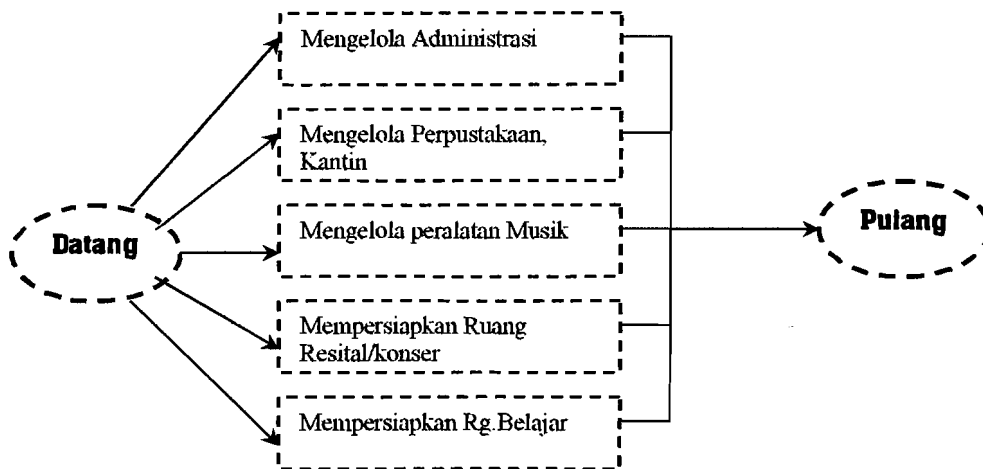 Mengelola Administrasi
Mengelola Perpustakaan,
Kantin
Datang
Mengelola peralatan Musik
Pulang
Mempersiapkan Ruang
Resital/konser
Mempersiapkan Rg.Belajar